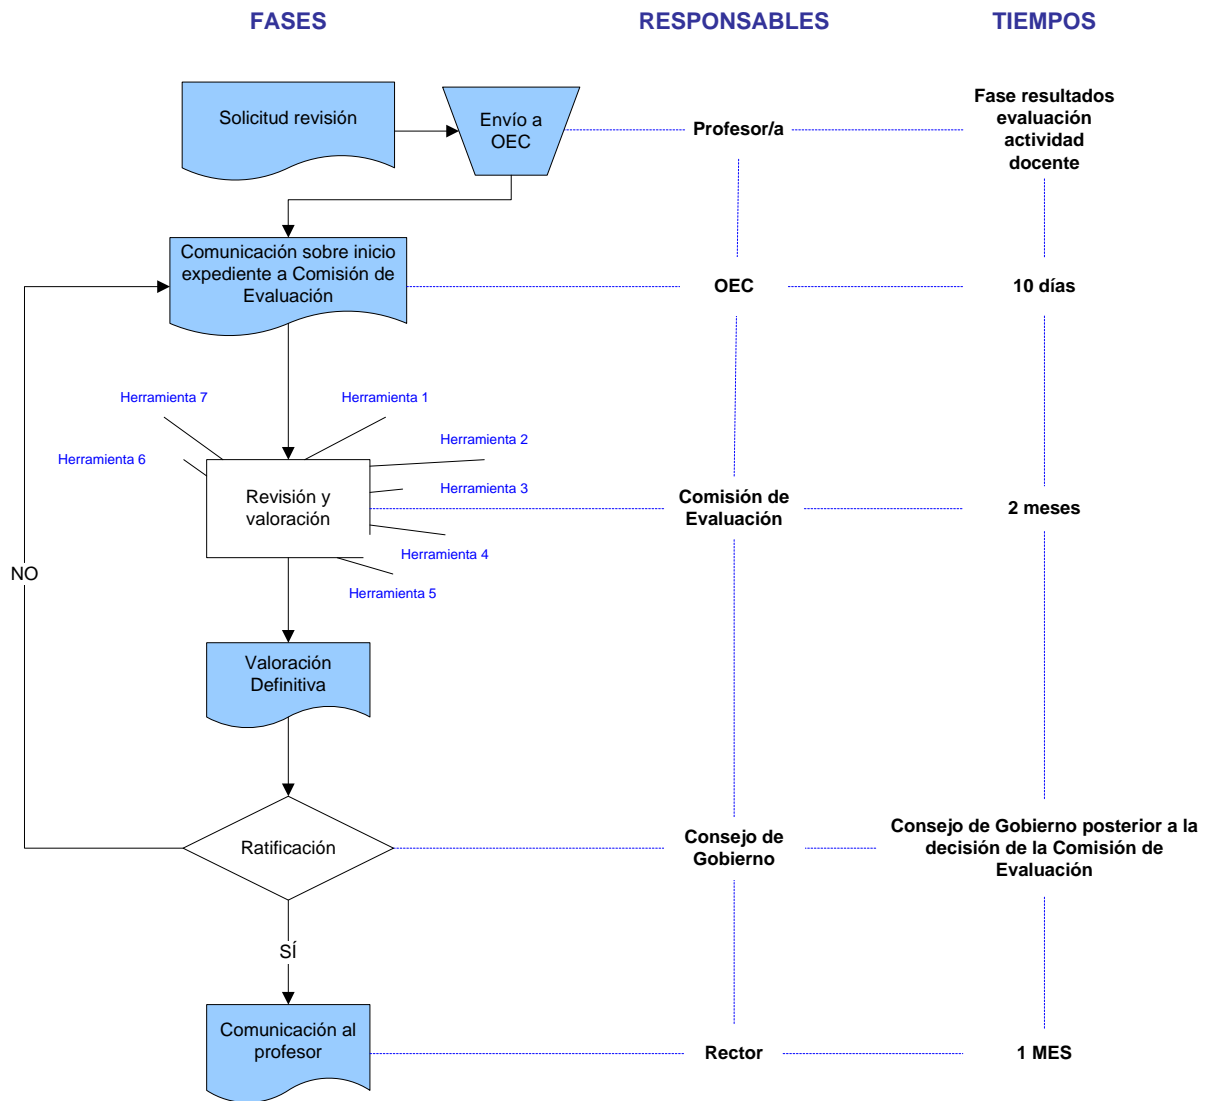 FASES
RESPONSABLES
TIEMPOS
Solicitud revisión
Envío a
OEC
Profesor/a
Fase resultados
evaluación
actividad
docente
Comunicación sobre inicio
expediente a Comisión de
Evaluación
OEC
10 días
Herramienta 7
Herramienta 1
Herramienta 2
Herramienta 6
Herramienta 3
Revisión y
valoración
Comisión de
Evaluación
2 meses
Herramienta 4
Herramienta 5
NO
Valoración
Definitiva
Ratificación
Consejo de
Gobierno
Consejo de Gobierno posterior a la
decisión de la Comisión de
Evaluación
SÍ
Comunicación al
profesor
Rector
1 MES